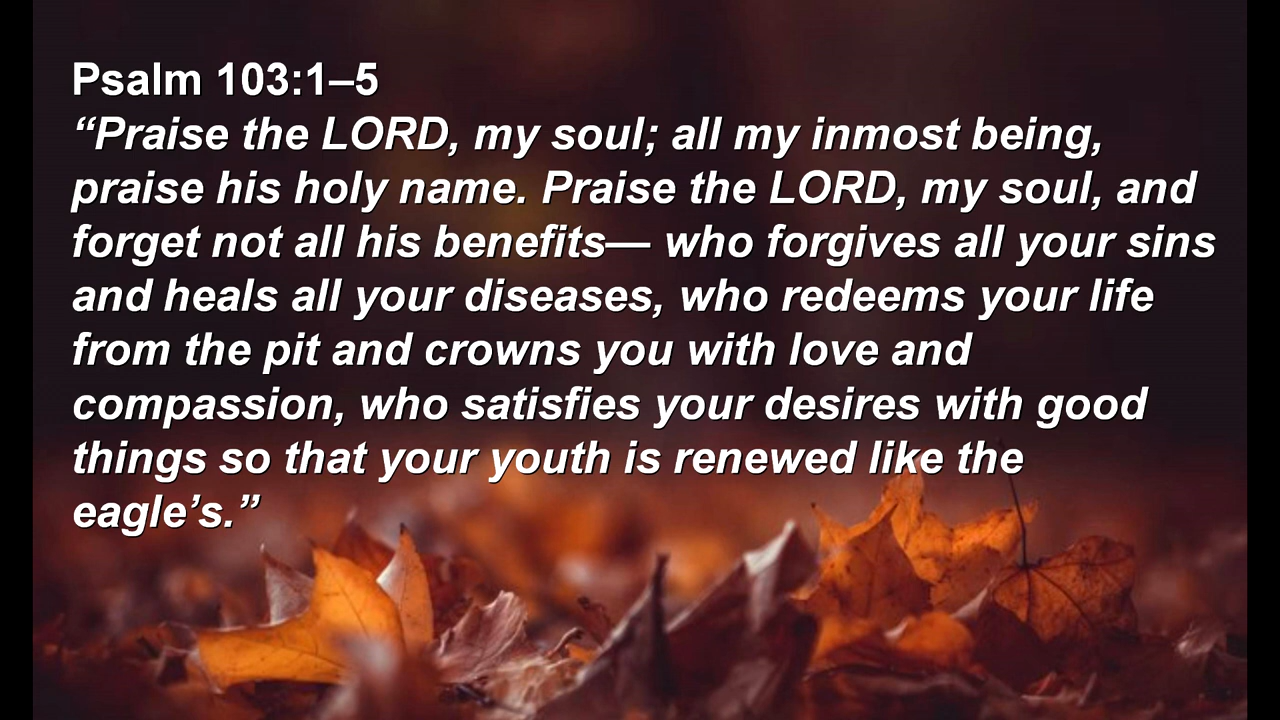 Psalm 103:1–5
“Praise the LORD, my soul; all my inmost being,
praise his holy name. Praise the LORD, my soul, and
forget not all his benefits— who forgives all your sins
and heals all your diseases, who redeems your life
from the pit and crowns you with love and
compassion, who satisfies your desires with good
things so that your youth is renewed like the
eagle’s.”